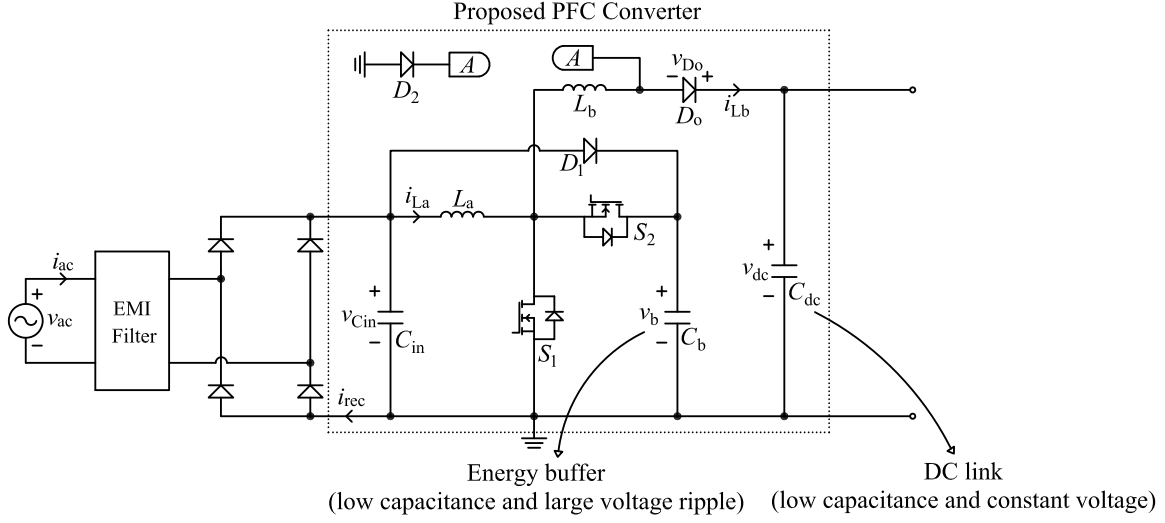 Proposed PFC Converter
A
D2
A
Lb
− vDo +
Do
iLb
D1
iLa
La
S2
iac
+
vac
−
EMI
Filter
+
vCin
−
Cin
S1
+
vb
−
Cb
+
vdc
−
Cdc
irec
Energy buffer
(low capacitance and large voltage ripple)
DC link
(low capacitance and constant voltage)